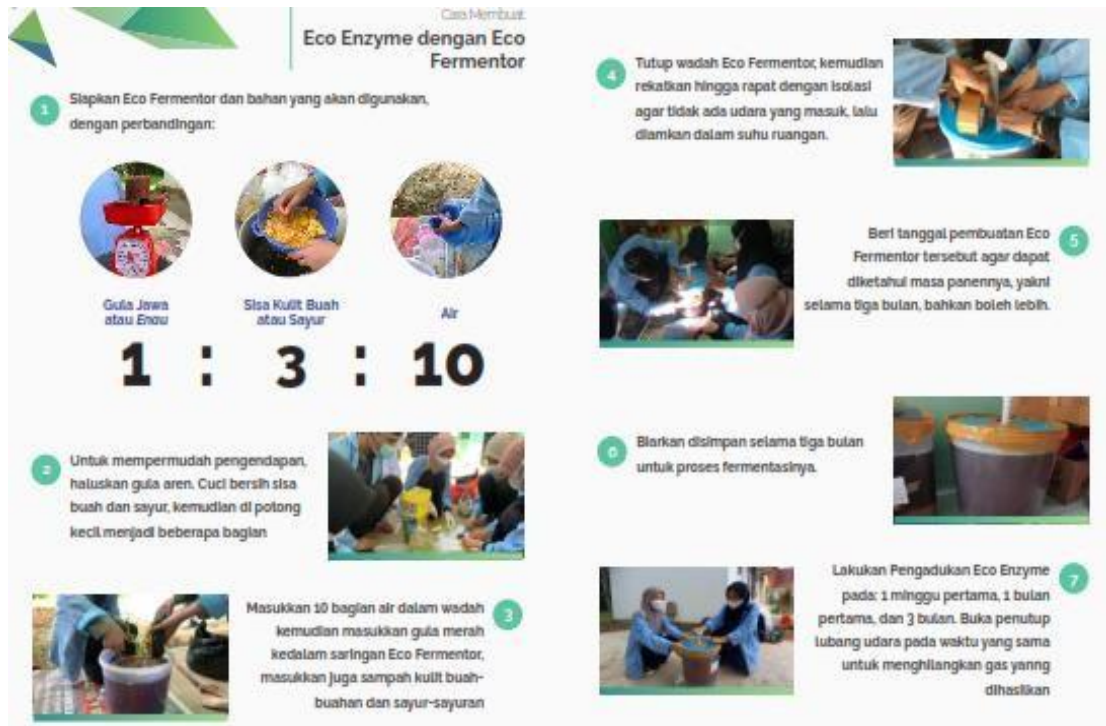 Cara Membuat
Eco Enzyme dengan Eco
Fermentor
1
Siapkan Eco Fermentor dan bahan yang akan digunakan,
dengan perbandingan:
Gula Jawa
atau Enau
Sisa Kulit Buah
atau Sayur
Air
1 : 3 : 10
2
Untuk mempermudah pengendapan,
haluskan gula aren. Cuci bersih sisa
buah dan sayur, kemudian di potong
kecil menjadi beberapa bagian
3
Masukkan 10 bagian air dalam wadah
kemudian masukkan gula merah
kedalam saringan Eco Fermentor,
masukkan juga sampah kulit buah-
buahan dan sayur-sayuran
4
Tutup wadah Eco Fermentor, kemudian
rekatkan hingga rapat dengan isolasi
agar tidak ada udara yang masuk, lalu
diamkan dalam suhu ruangan.
5
Beri tanggal pembuatan Eco
Fermentor tersebut agar dapat
diketahui masa panennya, yakni
selama tiga bulan, bahkan boleh lebih.
6
Biarkan disimpan selama tiga bulan
untuk proses fermentasinya.
7
Lakukan Pengadukan Eco Enzyme
pada: 1 minggu pertama, 1 bulan
pertama, dan 3 bulan. Buka penutup
lubang udara pada waktu yang sama
untuk menghilangkan gas yanng
dihasilkan